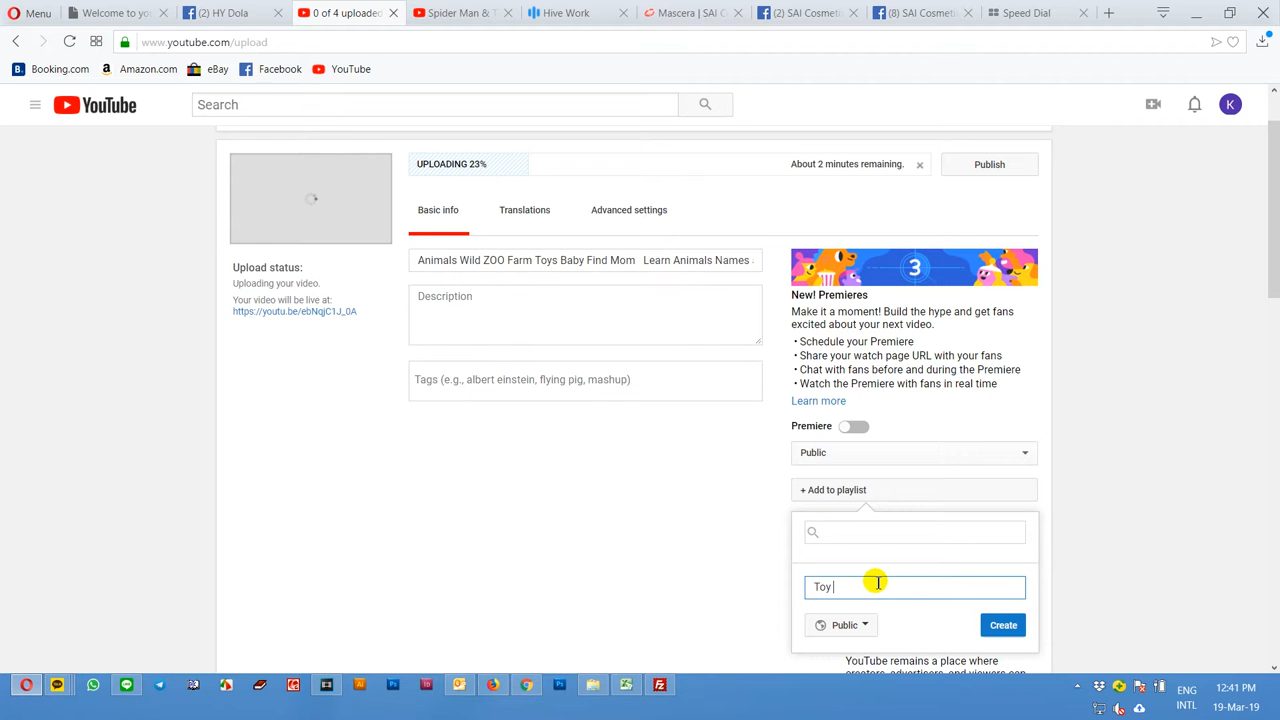 Menu
Welcome to you
(2) HY Dola
0 of 4 uploaded
Spider Man & T
Hive Work
Mascera | SAI C
(2) SAI Cosmeti
(8) SAI Cosmeti
Speed Dial
www.youtube.com/upload
Booking.com
Amazon.com
eBay
Facebook
YouTube
YouTube
Search
K
UPLOADING 23%
About 2 minutes remaining.
Publish
Basic info
Translations
Advanced settings
Upload status:
Uploading your video.
Your video will be live at:
https://youtu.be/ebNqjC1J_0A
Animals Wild ZOO Farm Toys Baby Find Mom Learn Animals Names
Description
Tags (e.g., albert einstein, flying pig, mashup)
3
New! Premieres
Make it a moment! Build the hype and get fans
excited about your next video.
• Schedule your Premiere
• Share your watch page URL with your fans
• Chat with fans before and during the Premiere
• Watch the Premiere with fans in real time
Learn more
Premiere
Public
+ Add to playlist
Toy
Public
Create
YouTube remains a place where
ENG
INTL
12:41 PM
19-Mar-19